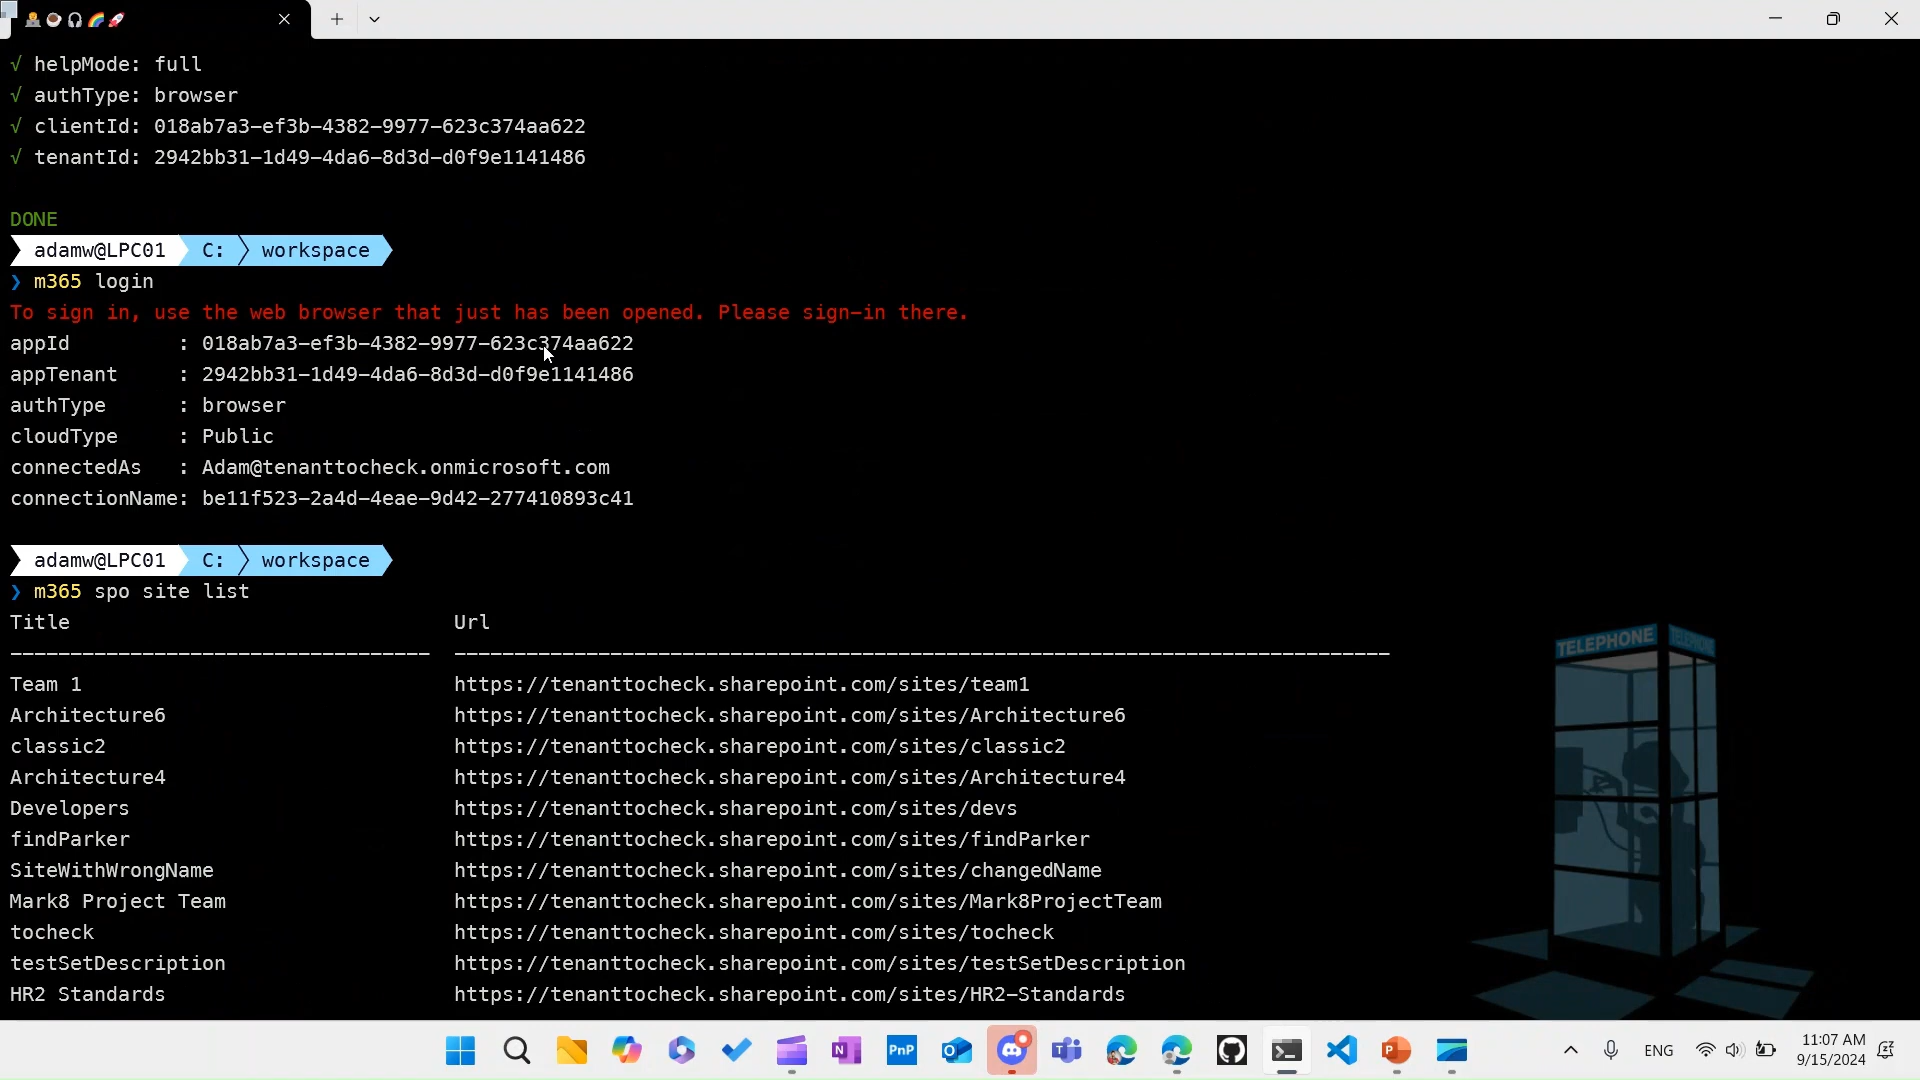 √ helpMode: full
√ authType: browser
√ clientId: 018ab7a3-ef3b-4382-9977-623c374aa622
√ tenantId: 2942bb31-1d49-4da6-8d3d-d0f9e1141486
DONE
adamw@LPC01 C: workspace
❯ m365 login
To sign in, use the web browser that just has been opened. Please sign-in there.
appId : 018ab7a3-ef3b-4382-9977-623c374aa622
appTenant : 2942bb31-1d49-4da6-8d3d-d0f9e1141486
authType : browser
cloudType : Public
connectedAs : Adam@tenanttocheck.onmicrosoft.com
connectionName: be11f523-2a4d-4eae-9d42-277410893c41
adamw@LPC01 C: workspace
❯ m365 spo site list
Title Url
Team 1 https://tenanttocheck.sharepoint.com/sites/team1
Architecture6 https://tenanttocheck.sharepoint.com/sites/Architecture6
classic2 https://tenanttocheck.sharepoint.com/sites/classic2
Architecture4 https://tenanttocheck.sharepoint.com/sites/Architecture4
Developers https://tenanttocheck.sharepoint.com/sites/devs
findParker https://tenanttocheck.sharepoint.com/sites/findParker
SiteWithWrongName https://tenanttocheck.sharepoint.com/sites/changedName
Mark8 Project Team https://tenanttocheck.sharepoint.com/sites/Mark8ProjectTeam
tocheck https://tenanttocheck.sharepoint.com/sites/tocheck
testSetDescription https://tenanttocheck.sharepoint.com/sites/testSetDescription
HR2 Standards https://tenanttocheck.sharepoint.com/sites/HR2-Standards
TELEPHONE
TELEPHONE
PnP
ENG
11:07 AM
9/15/2024